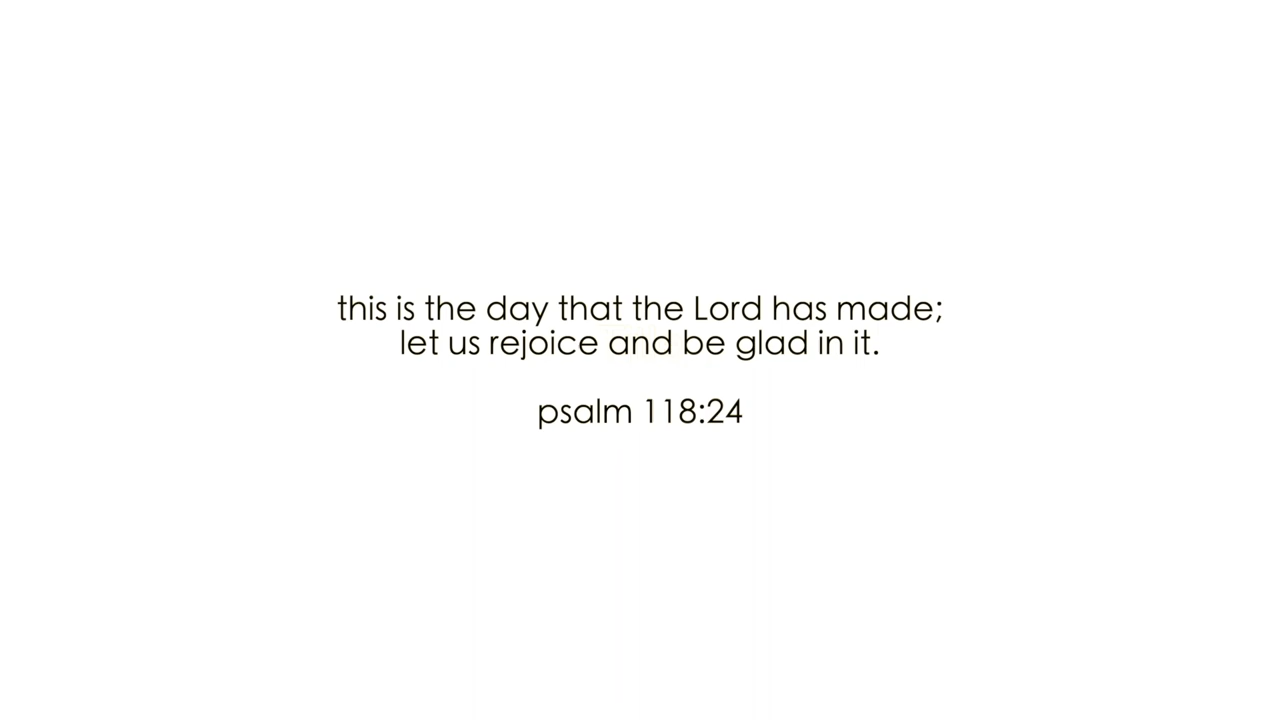 this is the day that the Lord has made;
let us rejoice and be glad in it.
psalm 118:24